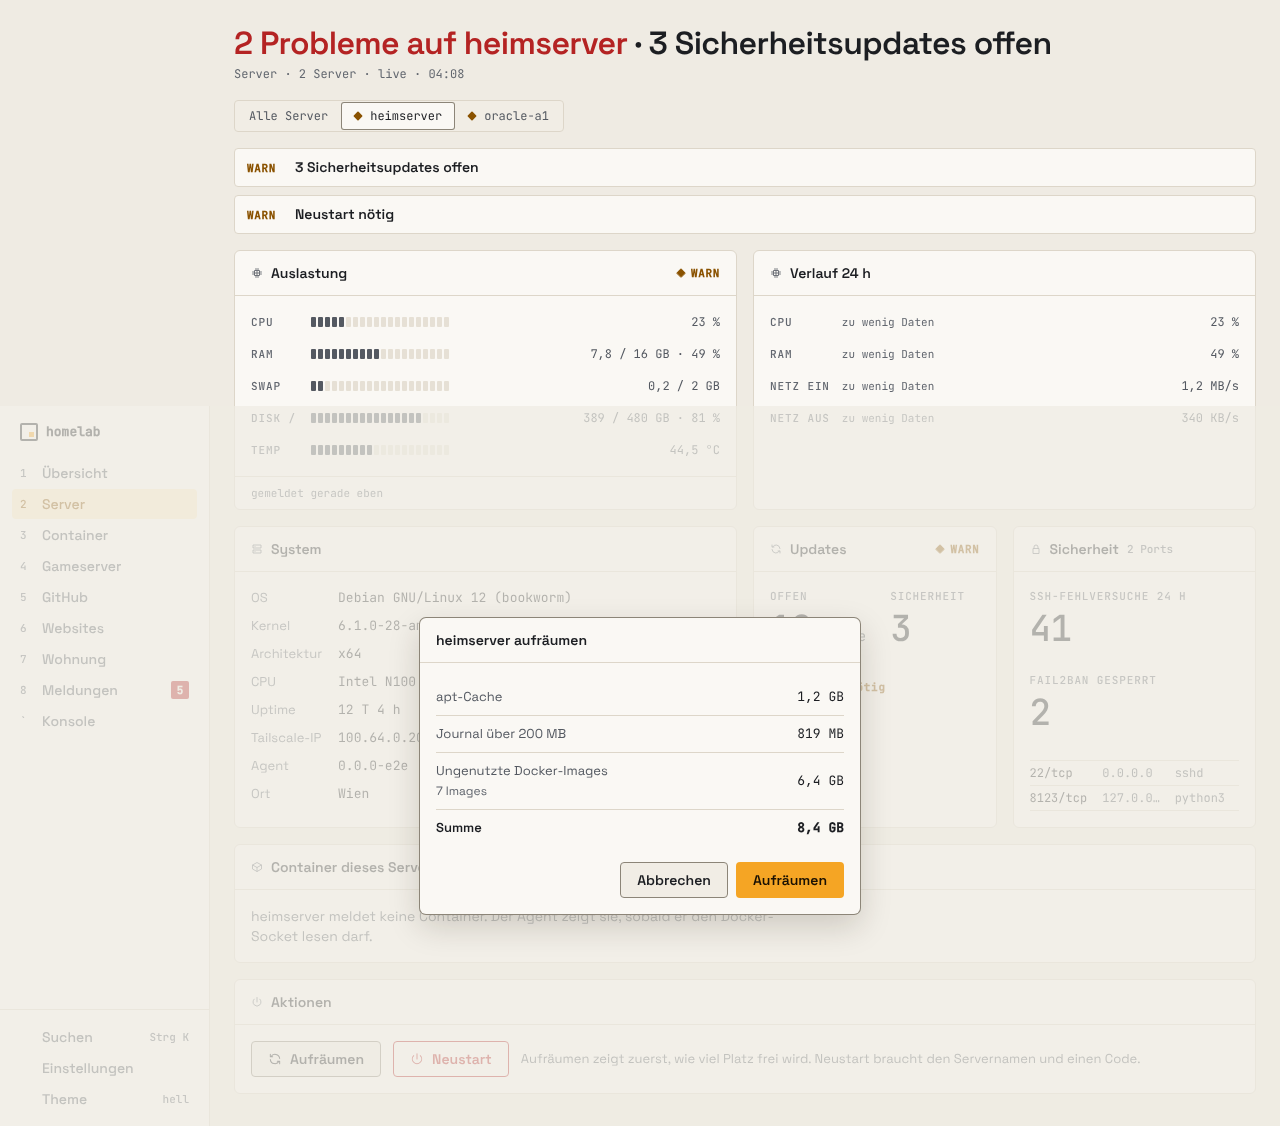 2 Probleme auf heimserver · 3 Sicherheitsupdates offen
Server · 2 Server · live · 04:08
Alle Server
heimserver
oracle-a1
WARN 3 Sicherheitsupdates offen
WARN Neustart nötig
Auslastung WARN
CPU 23 %
RAM 7,8 / 16 GB · 49 %
SWAP 0,2 / 2 GB
DISK / 389 / 480 GB · 81 %
TEMP 44,5 °C
gemeldet gerade eben
Verlauf 24 h
CPU zu wenig Daten 23 %
RAM zu wenig Daten 49 %
NETZ EIN zu wenig Daten 1,2 MB/s
NETZ AUS zu wenig Daten 340 KB/s
homelab
1 Übersicht
2 Server
3 Container
4 Gameserver
5 GitHub
6 Websites
7 Wohnung
8 Meldungen 5
` Konsole
Suchen Strg K
Einstellungen
Theme hell
System
OS Debian GNU/Linux 12 (bookworm)
Kernel 6.1.0-28-
Architektur x64
CPU Intel N100
Uptime 12 T 4 h
Tailscale-IP 100.64.0.
Agent 0.0.0-e2e
Ort Wien
Updates WARN
OFFEN SICHERHEIT
3
Sicherheit 2 Ports
SSH-FEHLVERSUCHE 24 H
41
FAIL2BAN GESPERRT
2
22/tcp 0.0.0.0 sshd
8123/tcp 127.0.0… python3
heimserver aufräumen
apt-Cache 1,2 GB
Journal über 200 MB 819 MB
Ungenutzte Docker-Images 6,4 GB
7 Images
Summe 8,4 GB
Abbrechen
Aufräumen
Container dieses Serv
heimserver meldet keine Container. Der Agent zeigt sie, sobald er den Docker-
Socket lesen darf.
Aktionen
Aufräumen
Neustart
Aufräumen zeigt zuerst, wie viel Platz frei wird. Neustart braucht den Servernamen und einen Code.